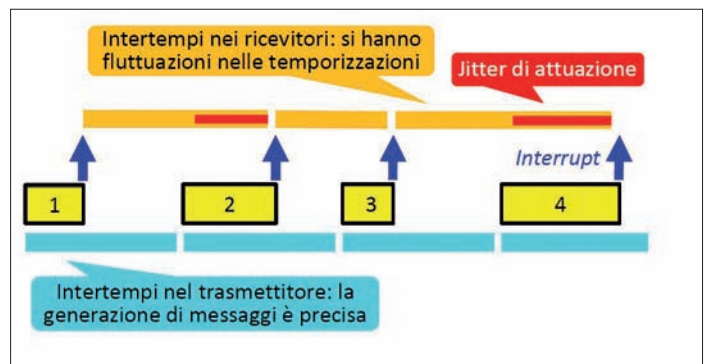 Intertempi nei ricevitori: si hanno
fluttuazioni nelle temporizzazioni
Jitter di attuazione
Interrupt
1
2
3
4
Intertempi nel trasmettitore: la
generazione di messaggi è precisa